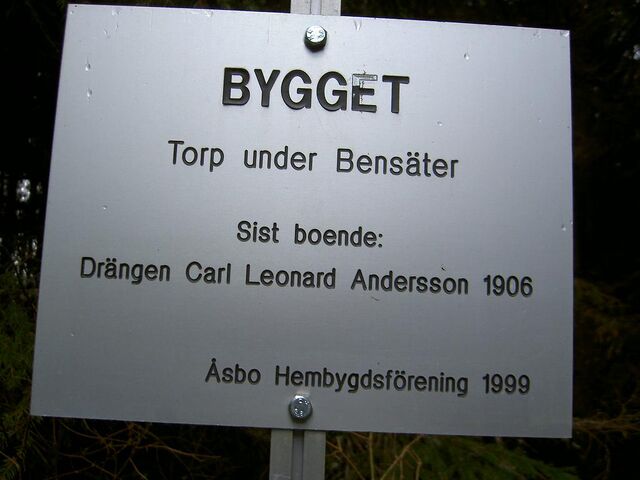 BYGGET
Torp under Bensäter
Sist boende:
Drängen Carl Leonard Andersson 1906
Åsbo Hembygdsförening 1999